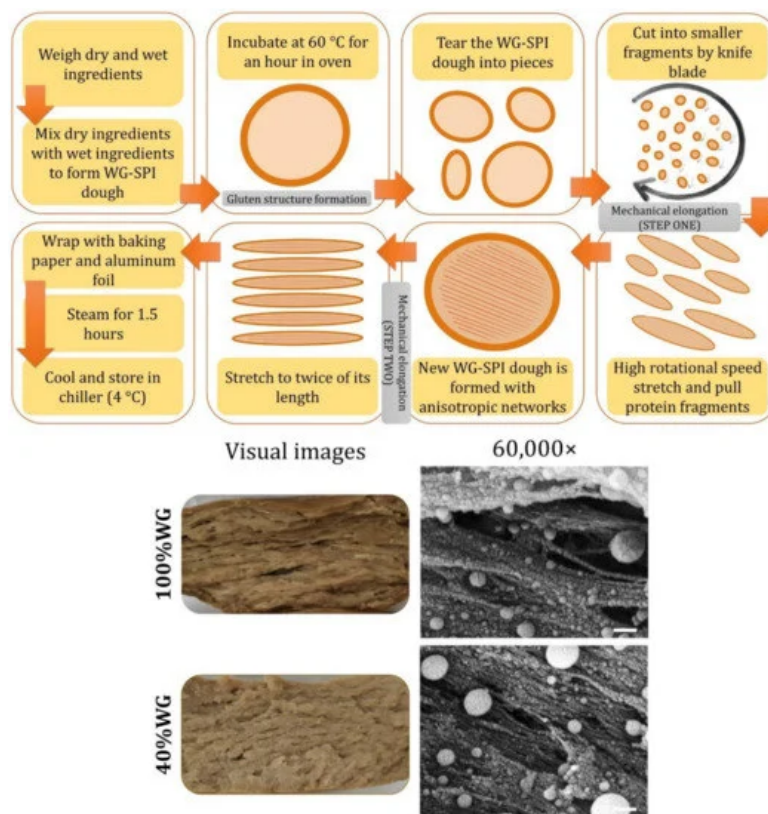 Weigh dry and wet
ingredients
Mix dry ingredients
with wet ingredients
to form WG-SPI
dough
Incubate at 60 °C for
an hour in oven
Gluten structure formation
Tear the WG-SPI
dough into pieces
Cut into smaller
fragments by knife
blade
Mechanical elongation
(STEP ONE)
High rotational speed
stretch and pull
protein fragments
New WG-SPI dough is
formed with
anisotropic networks
Mechanical elongation
(STEP TWO)
Stretch to twice of its
length
Wrap with baking
paper and aluminum
foil
Steam for 1.5
hours
Cool and store in
chiller (4 °C)
Visual images
60,000×
100%WG
40%WG